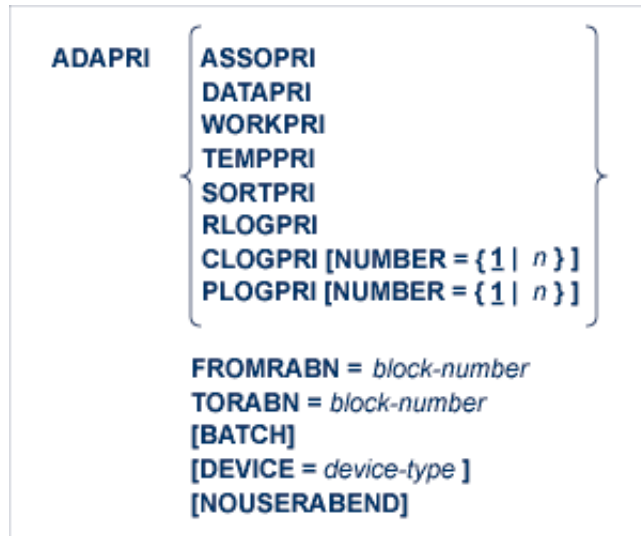 ADAPRI ASSOPRI
DATAPRI
WORKPRI
TEMPPRI
SORTPRI
RLOGPRI
CLOGPRI [NUMBER = { 1 | n } ]
PLOGPRI [NUMBER = { 1 | n } ]
FROMRABN = block-number
TORABN = block-number
[BATCH]
[DEVICE = device-type ]
[NOUSERABEND]